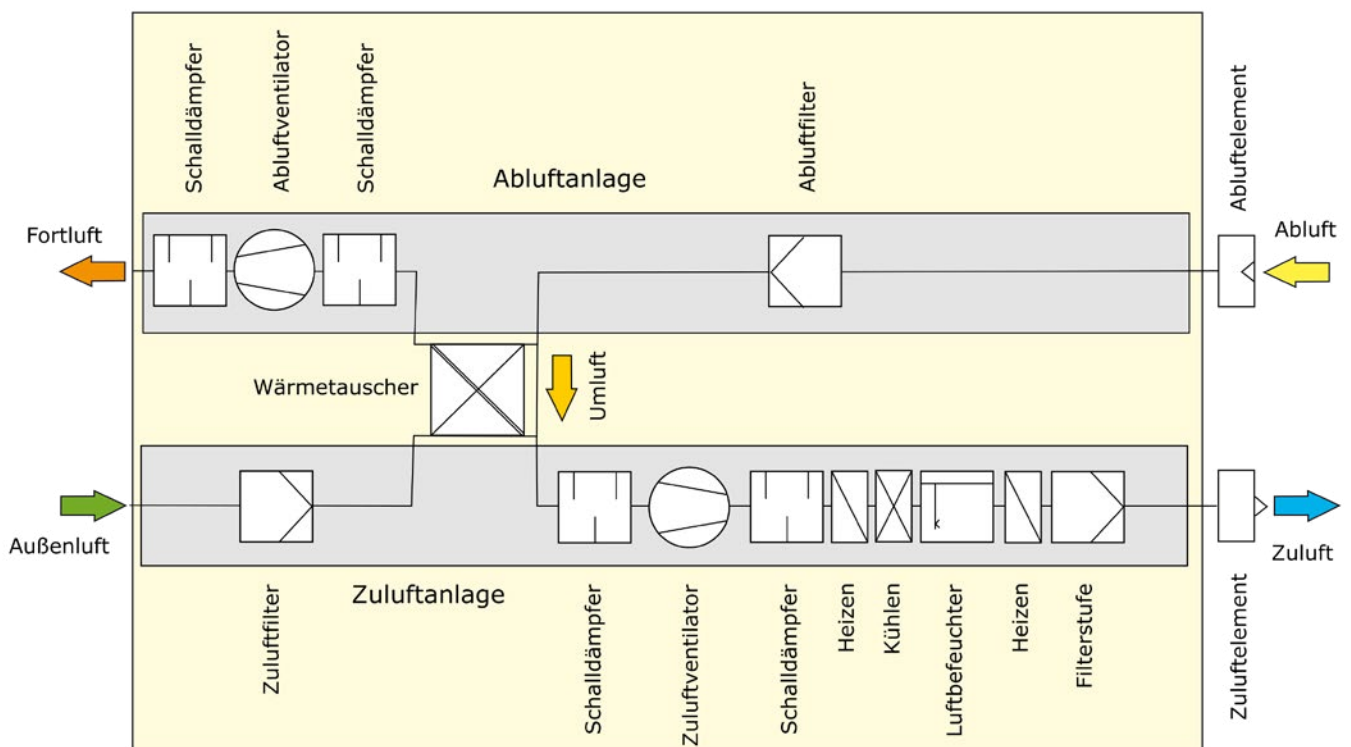 Schalldämpfer
Abluftventilator
Schalldämpfer
Abluftanlage
Abluftfilter
Abluftelement
Fortluft
Abluft
Wärmetauscher
Umluft
Außenluft
Zuluft
Zuluftanlage
Zuluftfilter
Schalldämpfer
Zuluftventilator
Schalldämpfer
Heizen
Kühlen
Luftbefeuchter
Heizen
Filterstufe
Zuluftelement